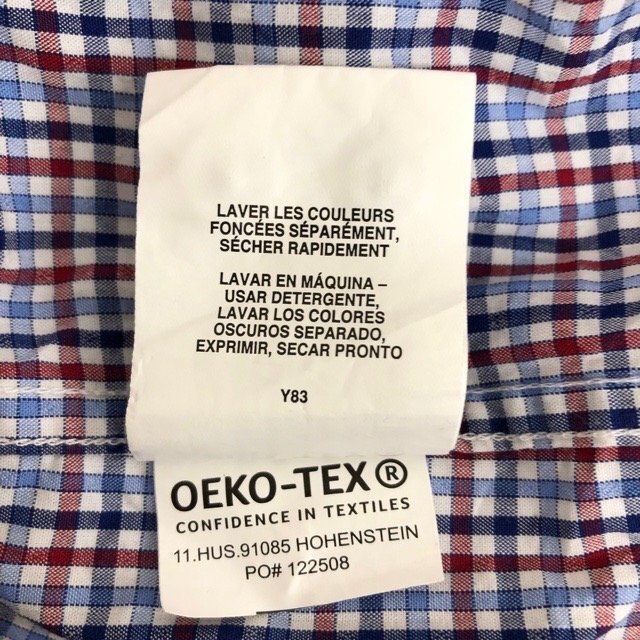 LAVER LES COULEURS
FONCÉES SÉPARÉMENT,
SÉCHER RAPIDEMENT
LAVAR EN MÁQUINA –
USAR DETERGENTE,
LAVAR LOS COLORES
OSCUROS SEPARADO,
EXPRIMIR, SECAR PRONTO
Y83
OEKO-TEX®
CONFIDENCE IN TEXTILES
11.HUS.91085 HOHENSTEIN
PO# 122508